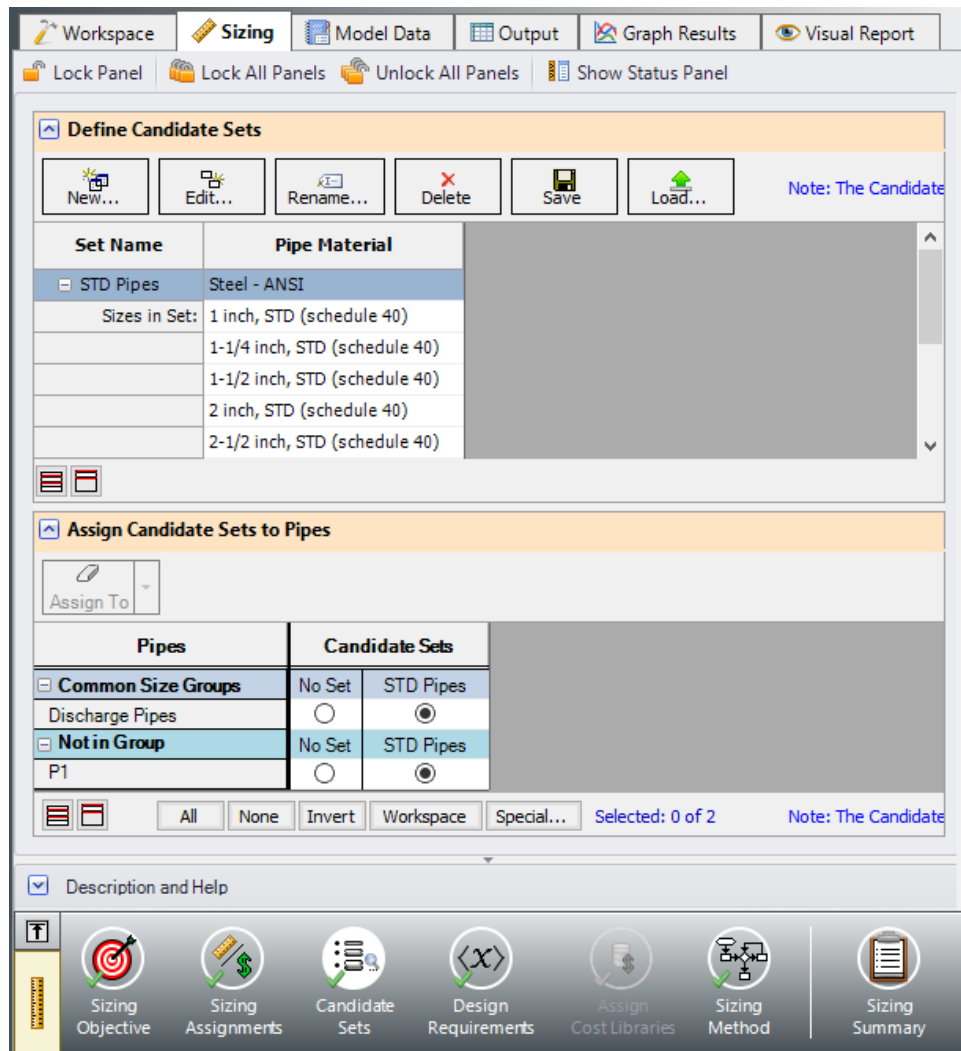 Workspace Sizing Model Data Output Graph Results Visual Report
Lock Panel Lock All Panels Unlock All Panels Show Status Panel
Define Candidate Sets
New... Edit... Rename... Delete Save Load... Note: The Candidate
Set Name Pipe Material
STD Pipes Steel - ANSI
Sizes in Set: 1 inch, STD (schedule 40)
1-1/4 inch, STD (schedule 40)
1-1/2 inch, STD (schedule 40)
2 inch, STD (schedule 40)
2-1/2 inch, STD (schedule 40)
Assign Candidate Sets to Pipes
Assign To
Pipes Candidate Sets
Common Size Groups No Set STD Pipes
Discharge Pipes
Not in Group No Set STD Pipes
P1
All None Invert Workspace Special... Selected: 0 of 2 Note: The Candidate
Description and Help
Sizing Objective
Sizing Assignments
Candidate Sets
⟨x⟩
Design Requirements
Assign Cost Libraries
Sizing Method
Sizing Summary